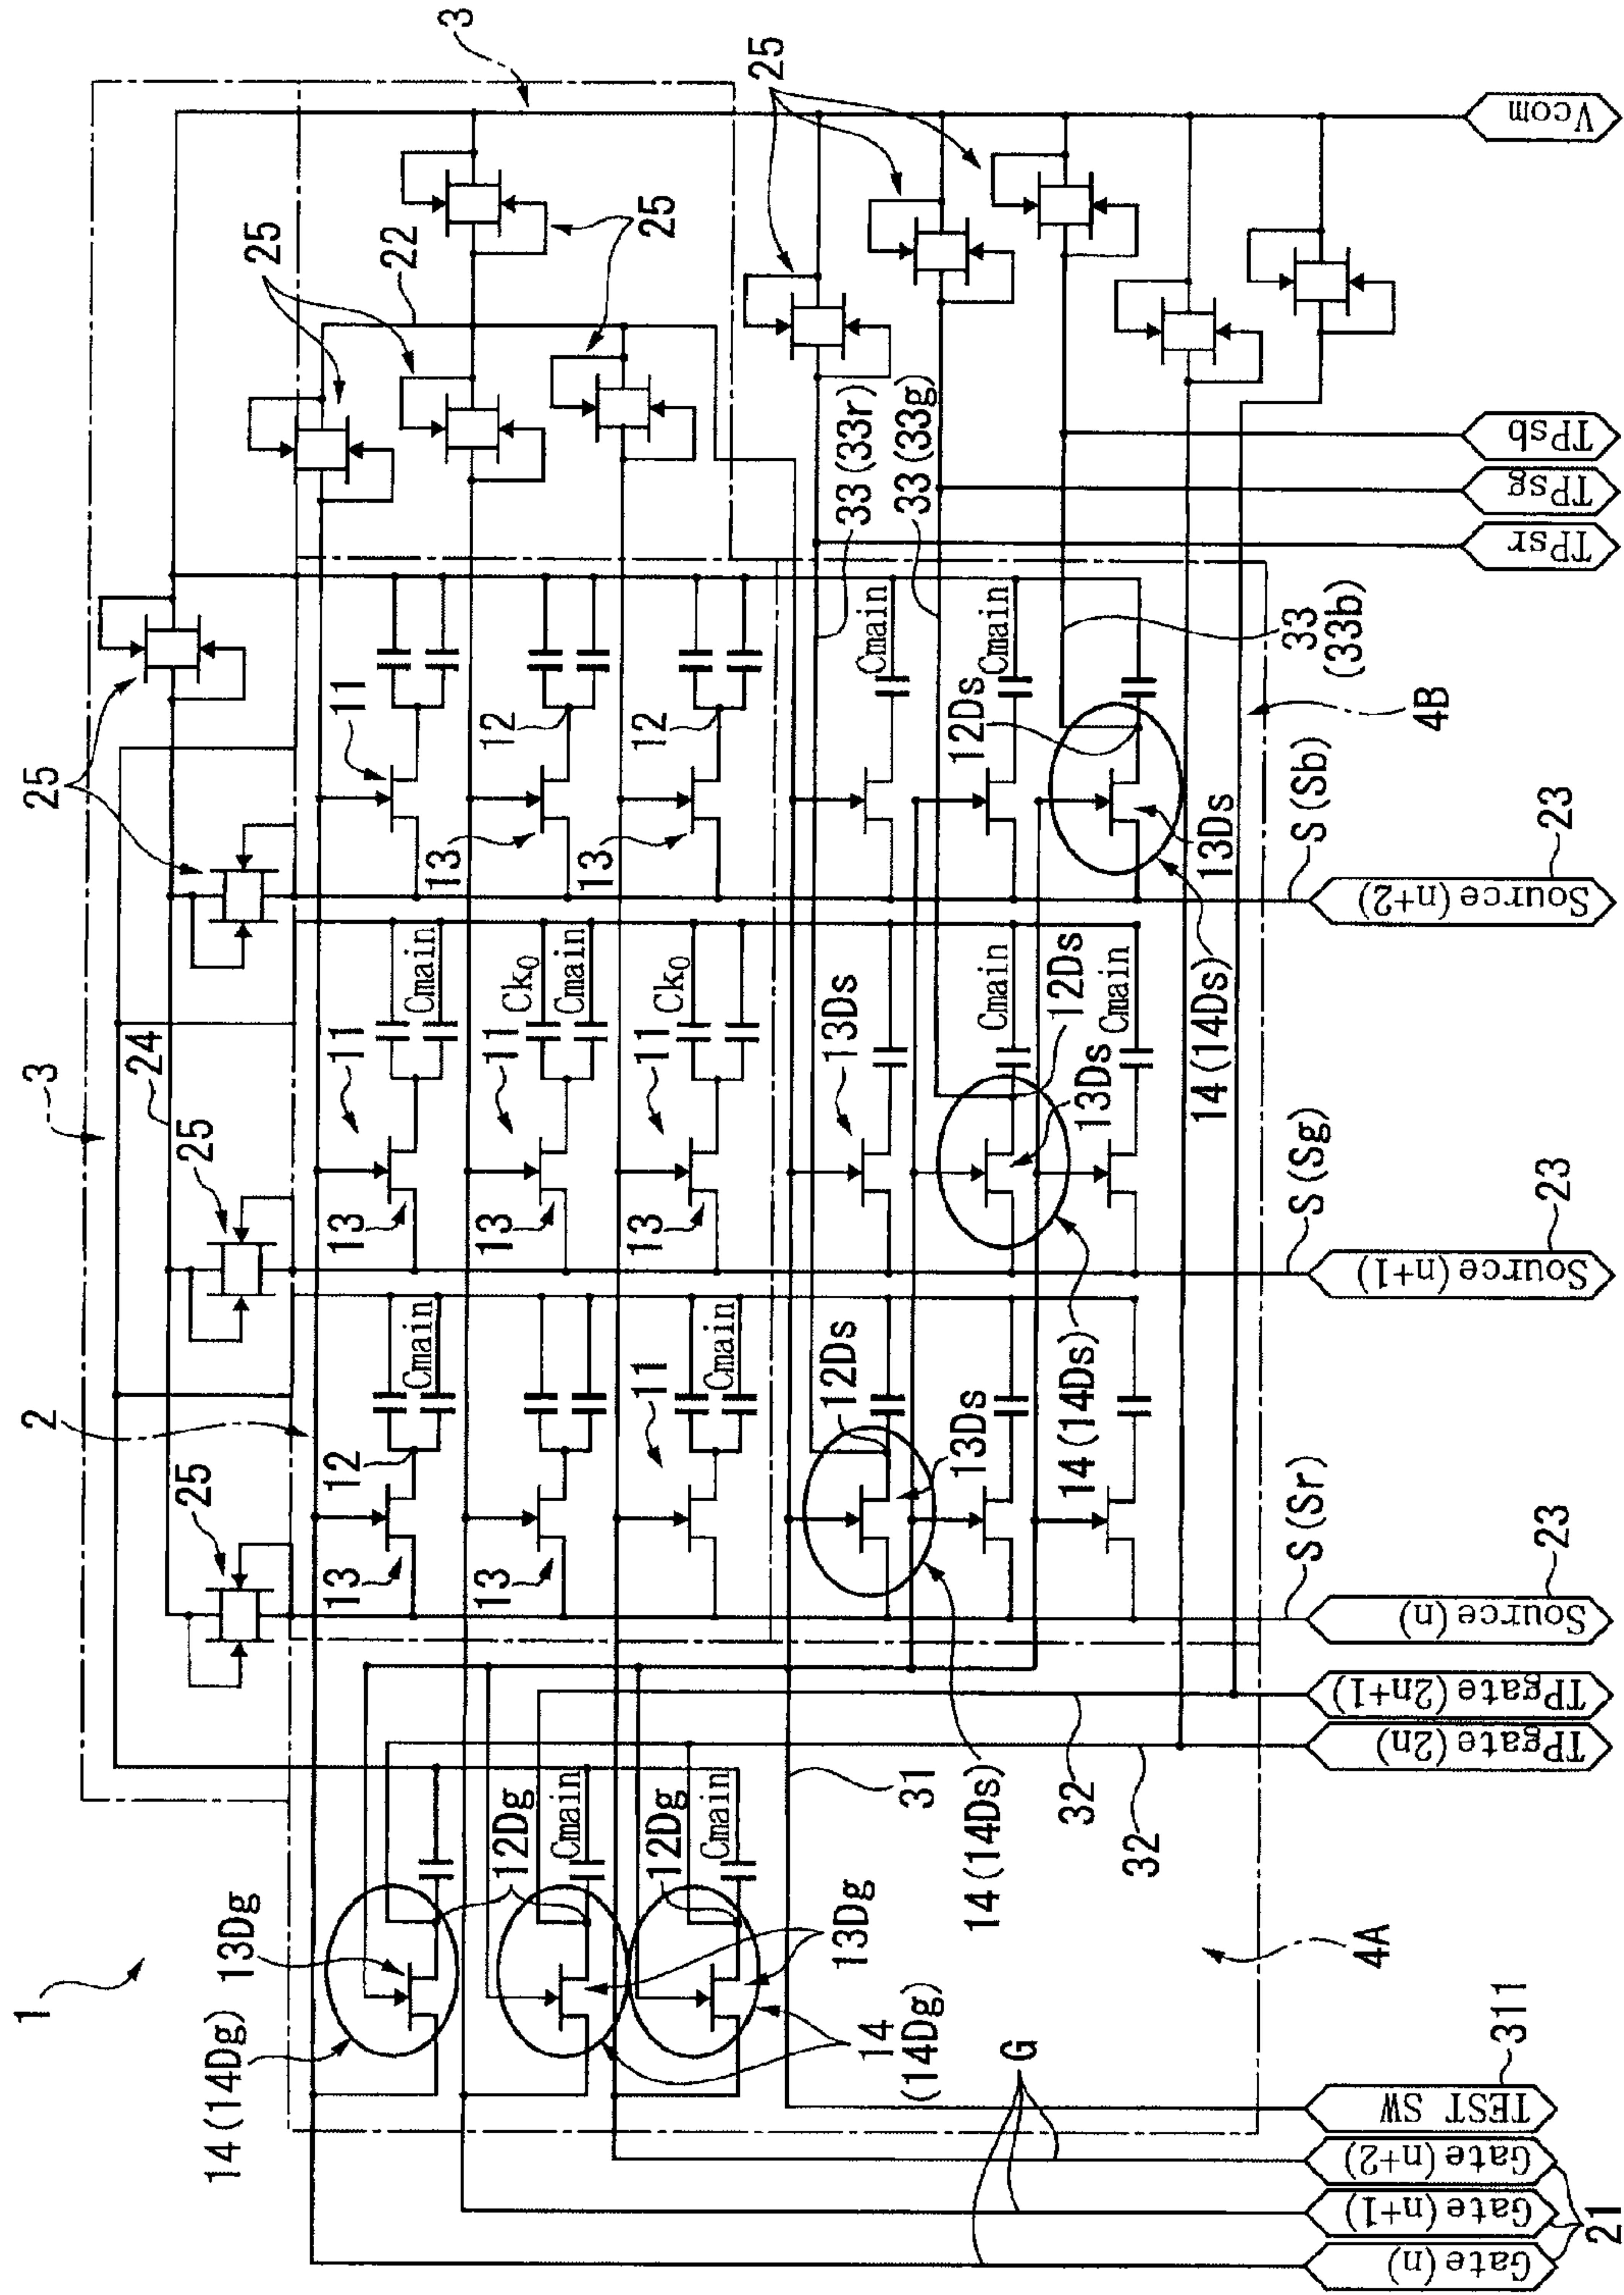 1
3
3
25
24
25
25
25
22
25
25
25
2
11
12
12
13
13
11
11
11
13
13
13
12
11
13
13
Cmain
Ck0
Cmain
Ck0
Cmain
Cmain
Cmain
Cmain
12Ds
33(33r)
33(33g)
33
(33b)
4B
13Ds
14(14Ds)
13Ds
Cmain
12Ds
13Ds
Cmain
14(14Ds)
12Ds
13Ds
14(14Ds)
14(14Dg)
13Dg
12Dg
Cmain
12Dg
Cmain
13Dg
14
(14Dg)
31
32
32
4A
G
S(Sr)
S(Sg)
S(Sb)
311
23
23
23
21
Gate(n)
Gate(n+1)
Gate(n+2)
TEST SW
TPgate(2n)
TPgate(2n+1)
Source(n)
Source(n+1)
Source(n+2)
TPsr
TPsg
TPsb
Vcom